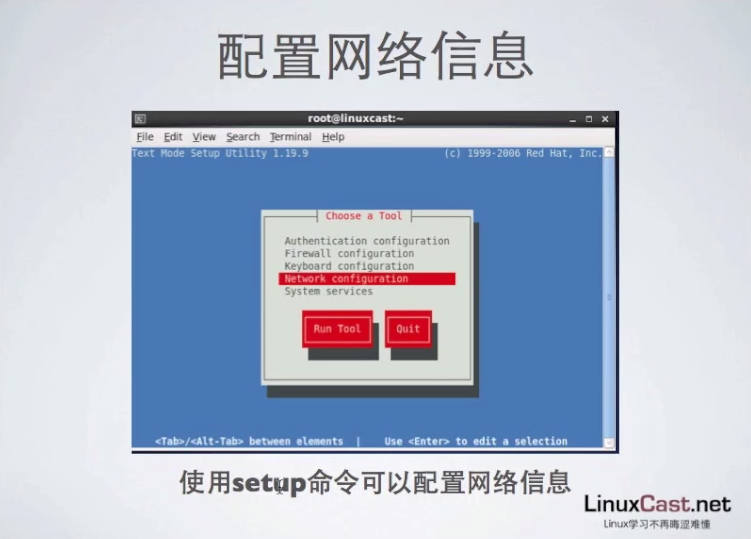 配置网络信息
root@linuxcast:~
File Edit View Search Terminal Help
Text Mode Setup Utility 1.19.9 (c) 1999-2006 Red Hat, Inc.
Choose a Tool
Authentication configuration
Firewall configuration
Keyboard configuration
Network configuration
System services
Run Tool Quit
<Tab>/<Alt-Tab> between elements | Use <Enter> to edit a selection
使用setup命令可以配置网络信息
LinuxCast.net
Linux学习不再晦涩难懂